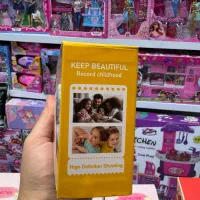 KEEP BEAUTIFUL
Record childhood
High Definition Shooting
KITCHEN